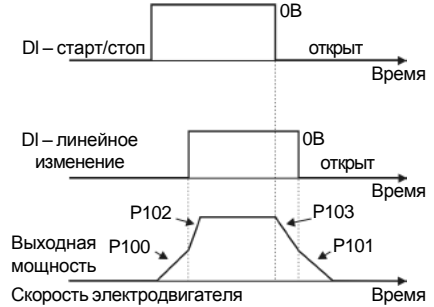 0В
DI – старт/стоп
открыт
Время
DI – линейное
изменение
0В
открыт
Время
P102
P103
P100
P101
Выходная
мощность
Скорость электродвигателя
Время